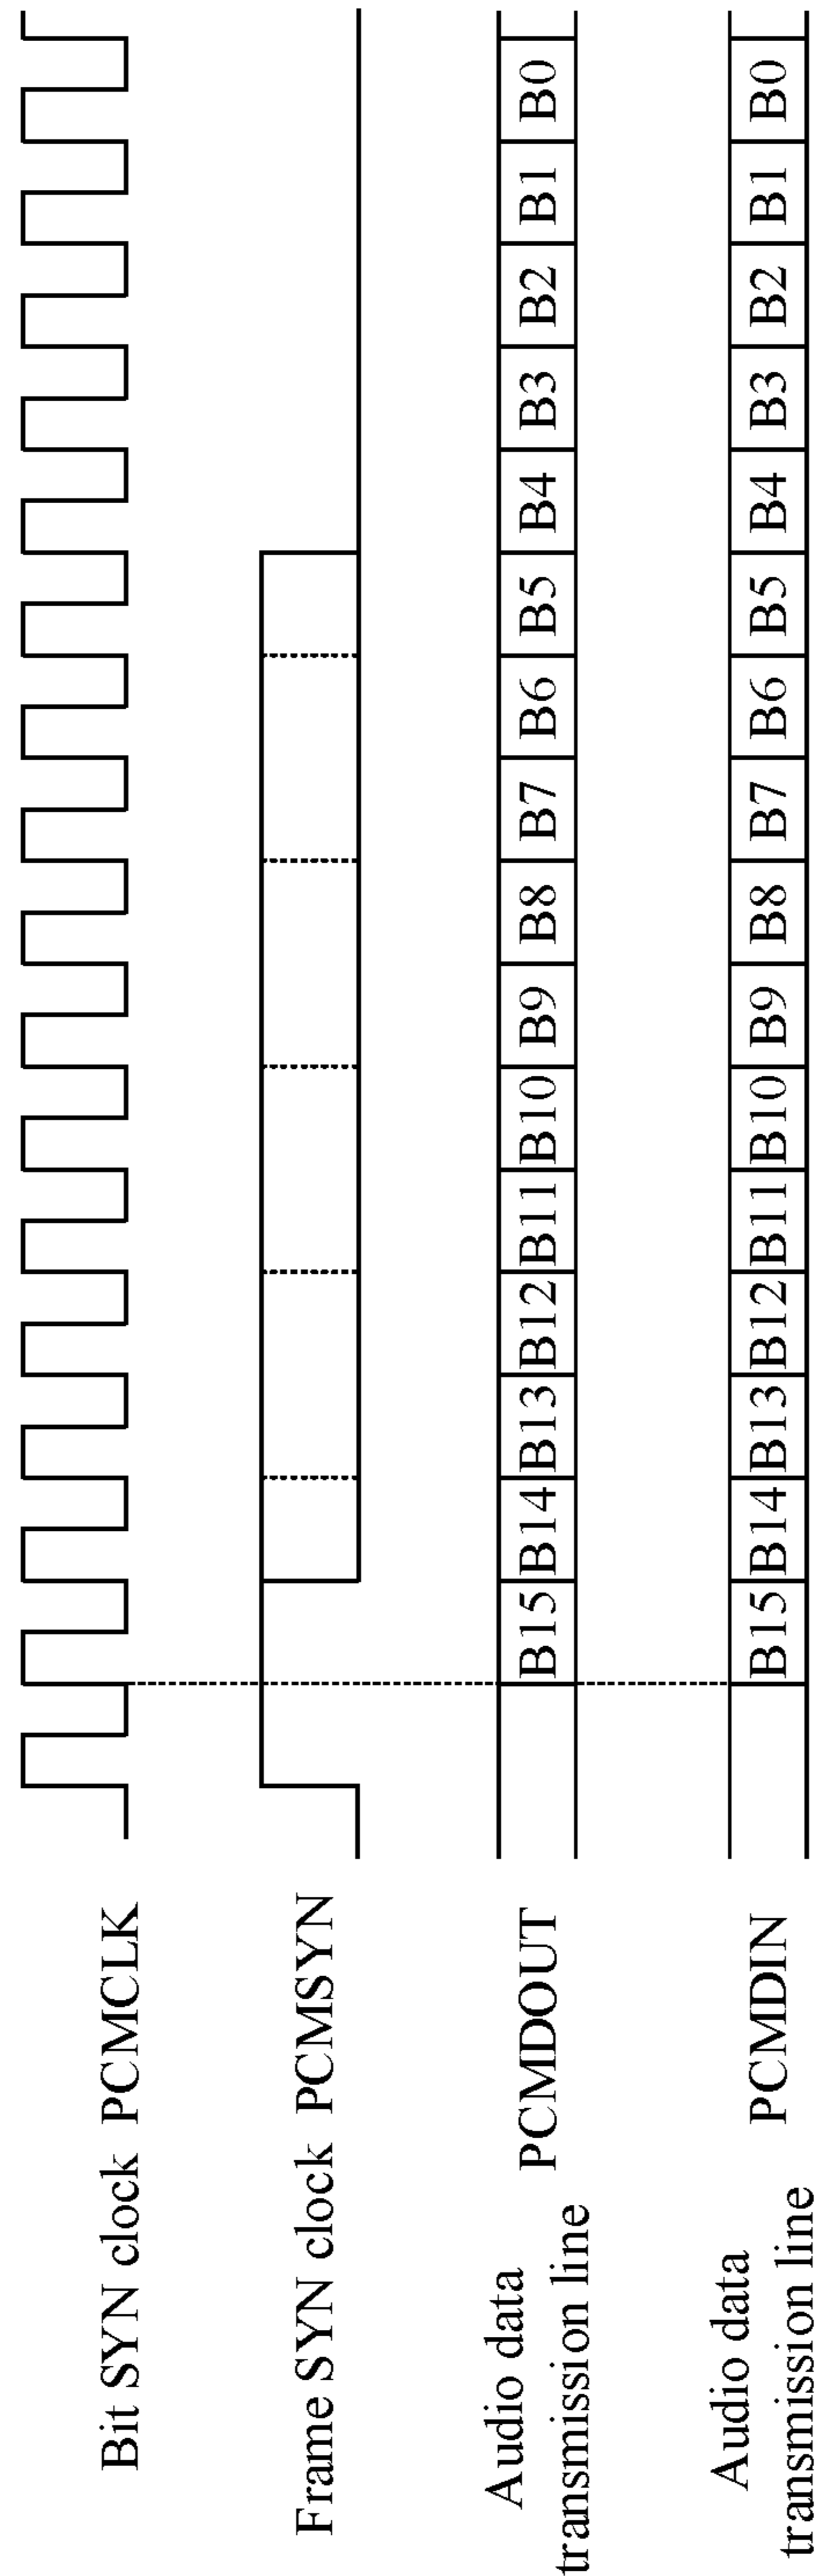 Bit SYN clock PCMCLK
Frame SYN clock PCMSYN
Audio data
transmission line
PCMDOUT
B15 B14 B13 B12 B11 B10 B9 B8 B7 B6 B5 B4 B3 B2 B1 B0
Audio data
transmission line
PCMDIN
B15 B14 B13 B12 B11 B10 B9 B8 B7 B6 B5 B4 B3 B2 B1 B0